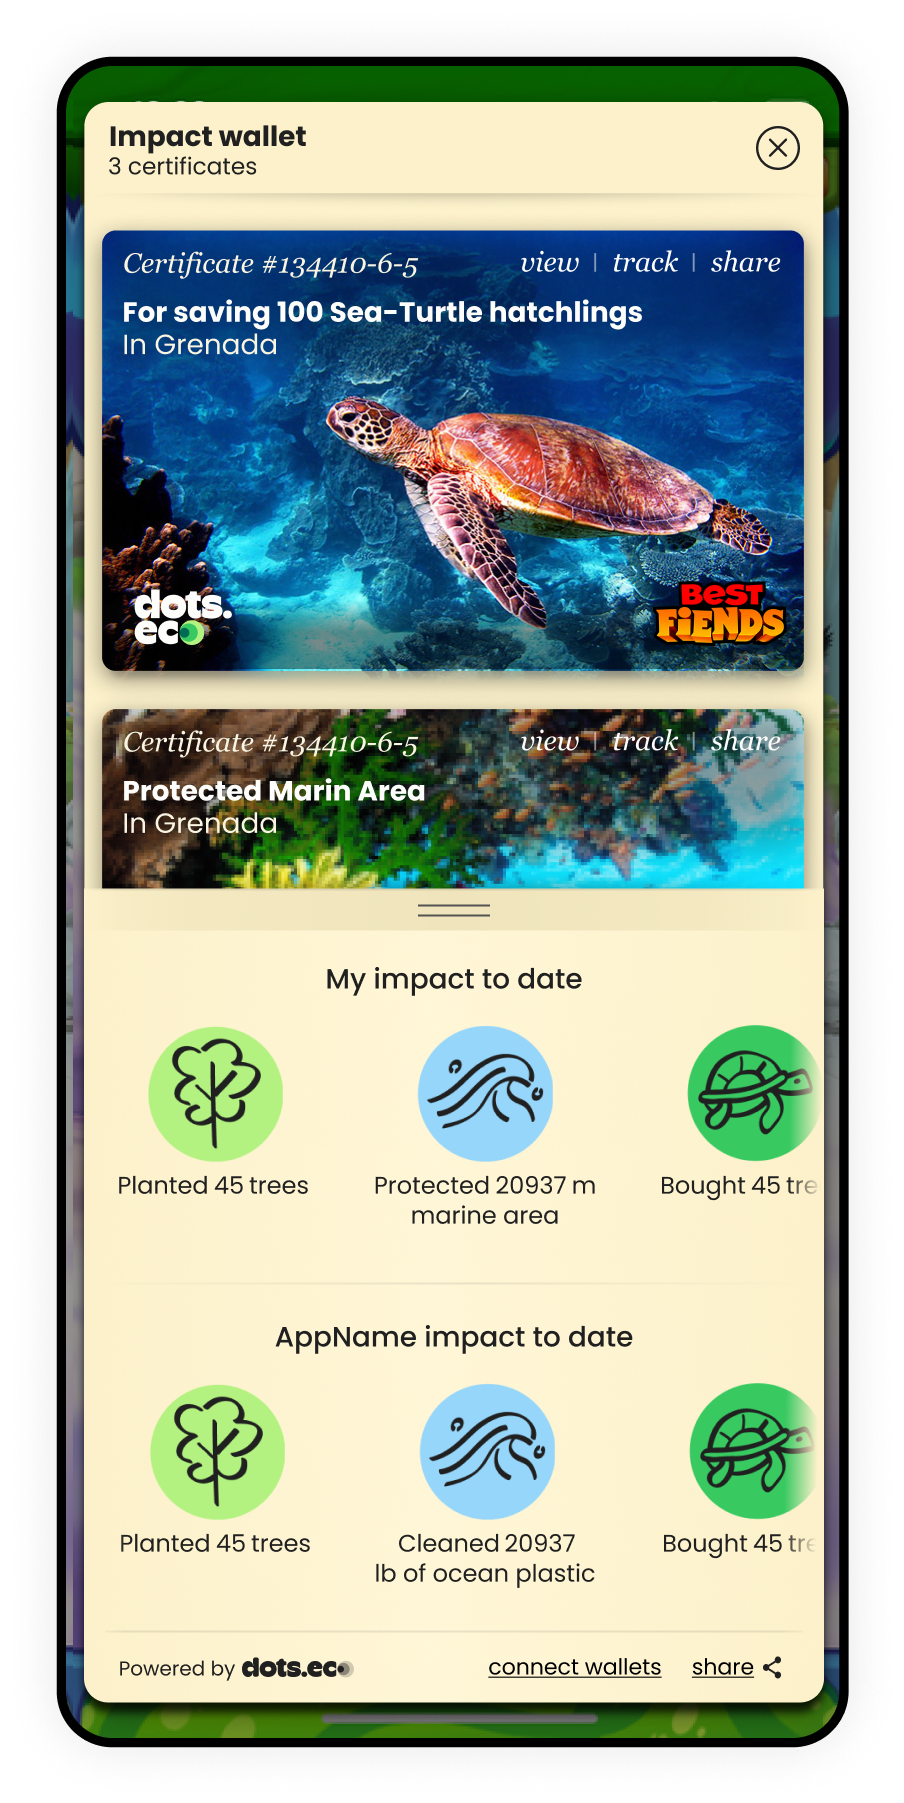 Impact wallet
3 certificates
Certificate #134410-6-5
view | track | share
For saving 100 Sea-Turtle hatchlings
In Grenada
dots.
eco
BEST
FiENDS
Certificate #134410-6-5
view | track | share
Protected Marin Area
In Grenada
My impact to date
Planted 45 trees
Protected 20937 m
marine area
Bought 45 tre
AppName impact to date
Planted 45 trees
Cleaned 20937
lb of ocean plastic
Bought 45 tre
Powered by dots.eco
connect wallets
share